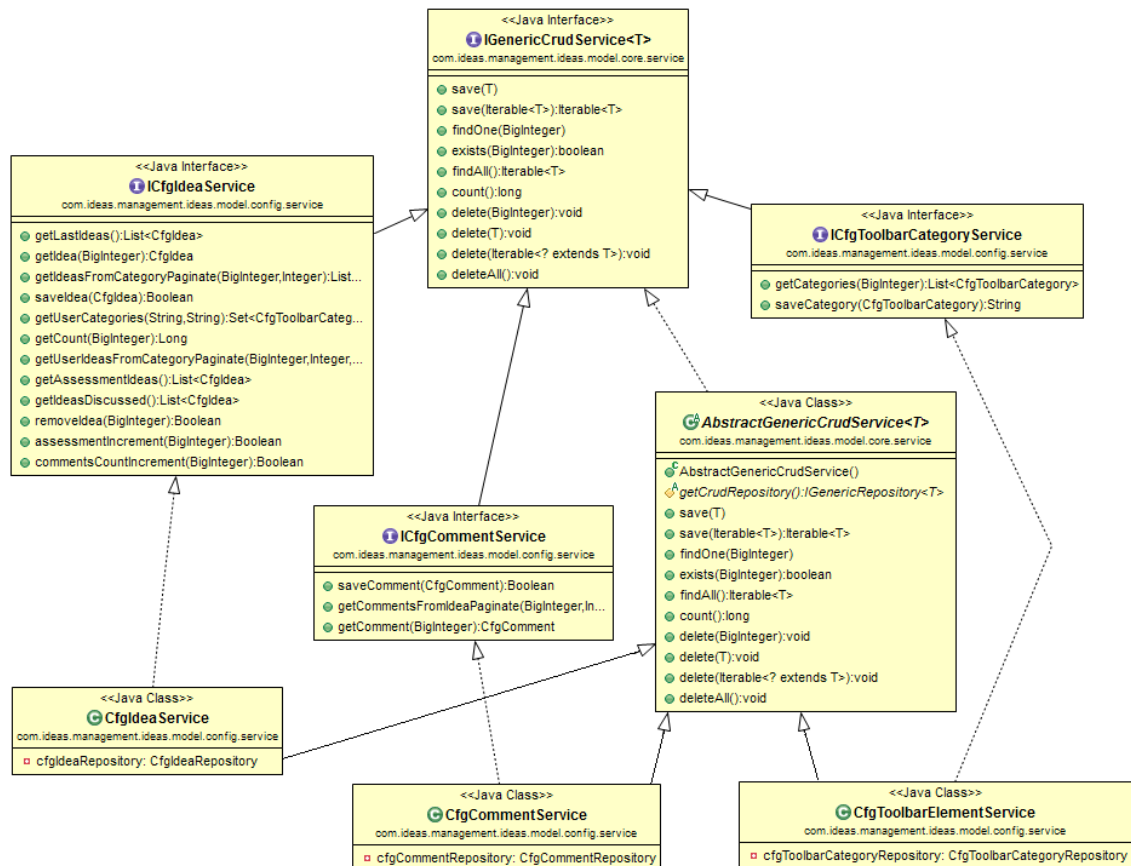 <<Java Interface>>
IGenericCrudService<T>
com.ideas.management.ideas.model.core.service
save(T)
save(Iterable<T>):Iterable<T>
findOne(BigInteger)
exists(BigInteger):boolean
findAll():Iterable<T>
count():long
delete(BigInteger):void
delete(T):void
delete(Iterable<? extends T>):void
deleteAll():void
<<Java Interface>>
ICfgIdeaService
com.ideas.management.ideas.model.config.service
getLastIdeas():List<CfgIdea>
getIdea(BigInteger):CfgIdea
getIdeasFromCategoryPaginate(BigInteger,Integer):List...
saveIdea(CfgIdea):Boolean
getUserCategories(String,String):Set<CfgToolbarCateg...
getCount(BigInteger):Long
getUserIdeasFromCategoryPaginate(BigInteger,Integer,...
getAssessmentIdeas():List<CfgIdea>
getIdeasDiscussed():List<CfgIdea>
removeIdea(BigInteger):Boolean
assessmentIncrement(BigInteger):Boolean
commentsCountIncrement(BigInteger):Boolean
<<Java Interface>>
ICfgToolbarCategoryService
com.ideas.management.ideas.model.config.service
getCategories(BigInteger):List<CfgToolbarCategory>
saveCategory(CfgToolbarCategory):String
<<Java Class>>
AbstractGenericCrudService<T>
com.ideas.management.ideas.model.core.service
AbstractGenericCrudService()
getCrudRepository():IGenericRepository<T>
save(T)
save(Iterable<T>):Iterable<T>
findOne(BigInteger)
exists(BigInteger):boolean
findAll():Iterable<T>
count():long
delete(BigInteger):void
delete(T):void
delete(Iterable<? extends T>):void
deleteAll():void
<<Java Interface>>
ICfgCommentService
com.ideas.management.ideas.model.config.service
saveComment(CfgComment):Boolean
getCommentsFromIdeaPaginate(BigInteger,In...
getComment(BigInteger):CfgComment
<<Java Class>>
CfgIdeaService
com.ideas.management.ideas.model.config.service
cfgIdeaRepository: CfgIdeaRepository
<<Java Class>>
CfgCommentService
com.ideas.management.ideas.model.config.service
cfgCommentRepository: CfgCommentRepository
<<Java Class>>
CfgToolbarElementService
com.ideas.management.ideas.model.config.service
cfgToolbarCategoryRepository: CfgToolbarCategoryRepository